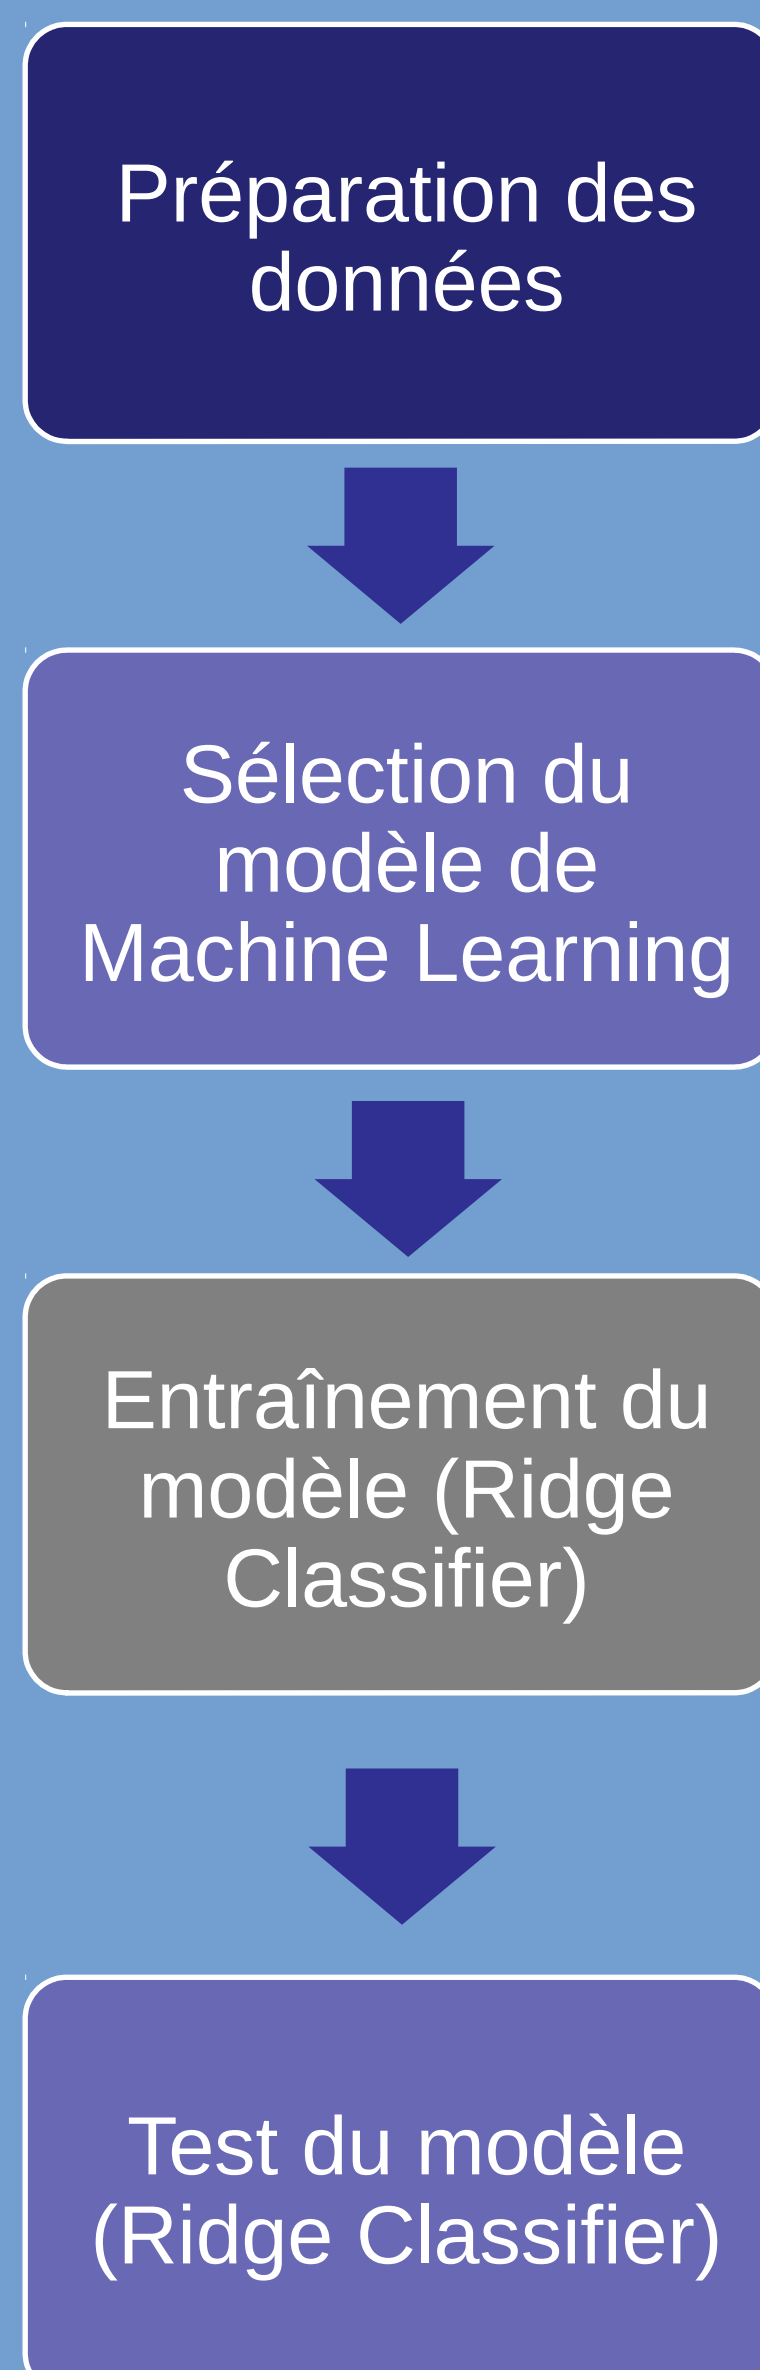 Préparation des
données
Sélection du
modèle de
Machine Learning
Entraînement du
modèle (Ridge
Classifier)
Test du modèle
(Ridge Classifier)